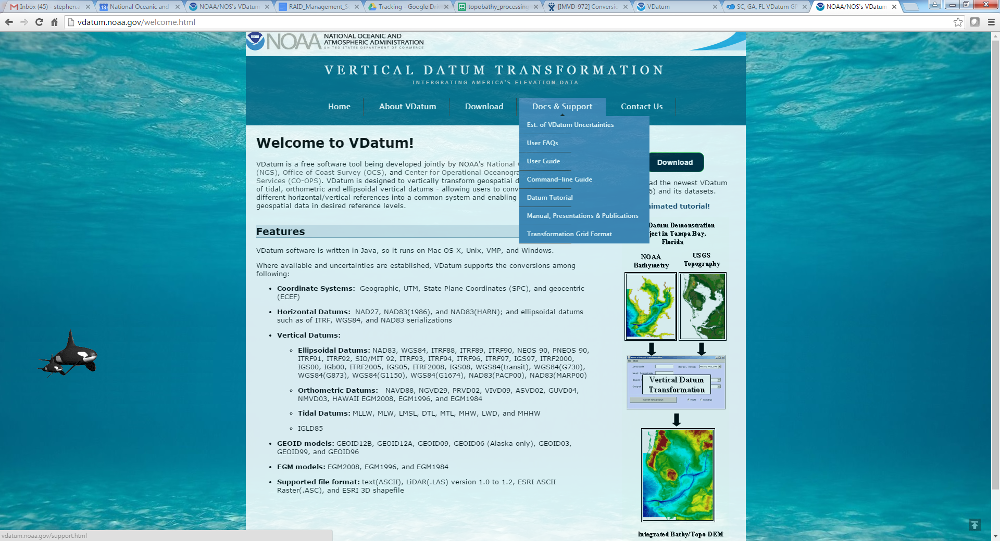 Inbox (45) - stephen.a
National Oceanic and
NOAA/NOS's VDatum
RAID_Management_S
Tracking - Google Dri
topobathy_processing
[IMVD-972] Conversio
VDatum
SC, GA, FL VDatum GP
NOAA/NOS's VDatum
vdatum.noaa.gov/welcome.html
NOAA NATIONAL OCEANIC AND
ATMOSPHERIC ADMINISTRATION
UNITED STATES DEPARTMENT OF COMMERCE
VERTICAL DATUM TRANSFORMATION
INTERGRATING AMERICA'S ELEVATION DATA
Home
About VDatum
Download
Docs & Support
Contact Us
Est. of VDatum Uncertainties
User FAQs
User Guide
Command-line Guide
Datum Tutorial
Manual, Presentations & Publications
Transformation Grid Format
Welcome to VDatum!
VDatum is a free software tool being developed jointly by NOAA's National
(NGS), Office of Coast Survey (OCS), and Center for Operational Oceanogra
Services (CO-OPS). VDatum is designed to vertically transform geospatial d
of tidal, orthometric and ellipsoidal vertical datums - allowing users to conv
different horizontal/vertical references into a common system and enabling
geospatial data in desired reference levels.
Features
VDatum software is written in Java, so it runs on Mac OS X, Unix, VMP, and Windows.
Where available and uncertainties are established, VDatum supports the conversions among
following:
• Coordinate Systems: Geographic, UTM, State Plane Coordinates (SPC), and geocentric
(ECEF)
• Horizontal Datums: NAD27, NAD83(1986), and NAD83(HARN); and ellipsoidal datums
such as of ITRF, WGS84, and NAD83 serializations
• Vertical Datums:
◦ Ellipsoidal Datums: NAD83, WGS84, ITRF88, ITRF89, ITRF90, NEOS 90, PNEOS 90,
ITRF91, ITRF92, SIO/MIT 92, ITRF93, ITRF94, ITRF96, ITRF97, IGS97, ITRF2000,
IGS00, IGb00, ITRF2005, IGS05, ITRF2008, IGS08, WGS84(transit), WGS84(G730),
WGS84(G873), WGS84(G1150), WGS84(G1674), NAD83(PACP00), NAD83(MARP00)
◦ Orthometric Datums: NAVD88, NGVD29, PRVD02, VIVD09, ASVD02, GUVD04,
NMVD03, HAWAII EGM2008, EGM1996, and EGM1984
◦ Tidal Datums: MLLW, MLW, LMSL, DTL, MTL, MHW, LWD, and MHHW
◦ IGLD85
• GEOID models: GEOID12B, GEOID12A, GEOID09, GEOID06 (Alaska only), GEOID03,
GEOID99, and GEOID96
• EGM models: EGM2008, EGM1996, and EGM1984
• Supported file format: text(ASCII), LiDAR(.LAS) version 1.0 to 1.2, ESRI ASCII
Raster(.ASC), and ESRI 3D shapefile
Download
ad the newest VDatum
6) and its datasets.
nimated tutorial!
Datum Demonstration
ject in Tampa Bay,
Florida
NOAA
Bathymetry
USGS
Topography
Vertical Datum
Transformation
Integrated Bathy/Topo DEM
vdatum.noaa.gov/support.html